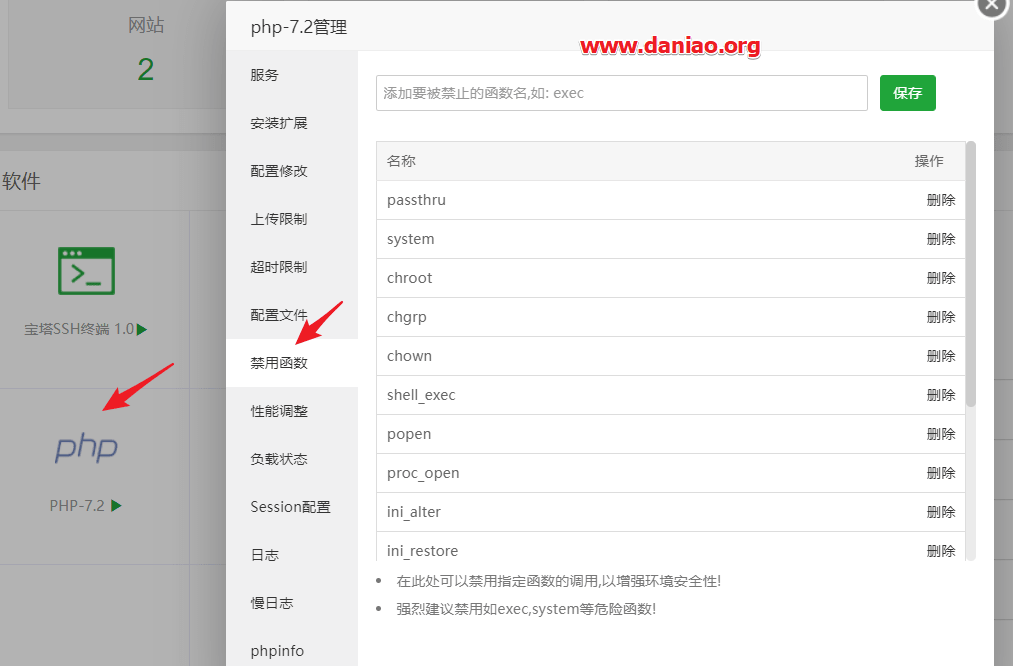 网站
2
软件
宝塔SSH终端 1.0
php
PHP-7.2
php-7.2管理
www.daniao.org
服务
安装扩展
配置修改
上传限制
超时限制
配置文件
禁用函数
性能调整
负载状态
Session配置
日志
慢日志
phpinfo
添加要被禁止的函数名,如: exec
保存
名称 操作
passthru 删除
system 删除
chroot 删除
chgrp 删除
chown 删除
shell_exec 删除
popen 删除
proc_open 删除
ini_alter 删除
ini_restore 删除
在此处可以禁用指定函数的调用,以增强环境安全性!
强烈建议禁用如exec,system等危险函数!